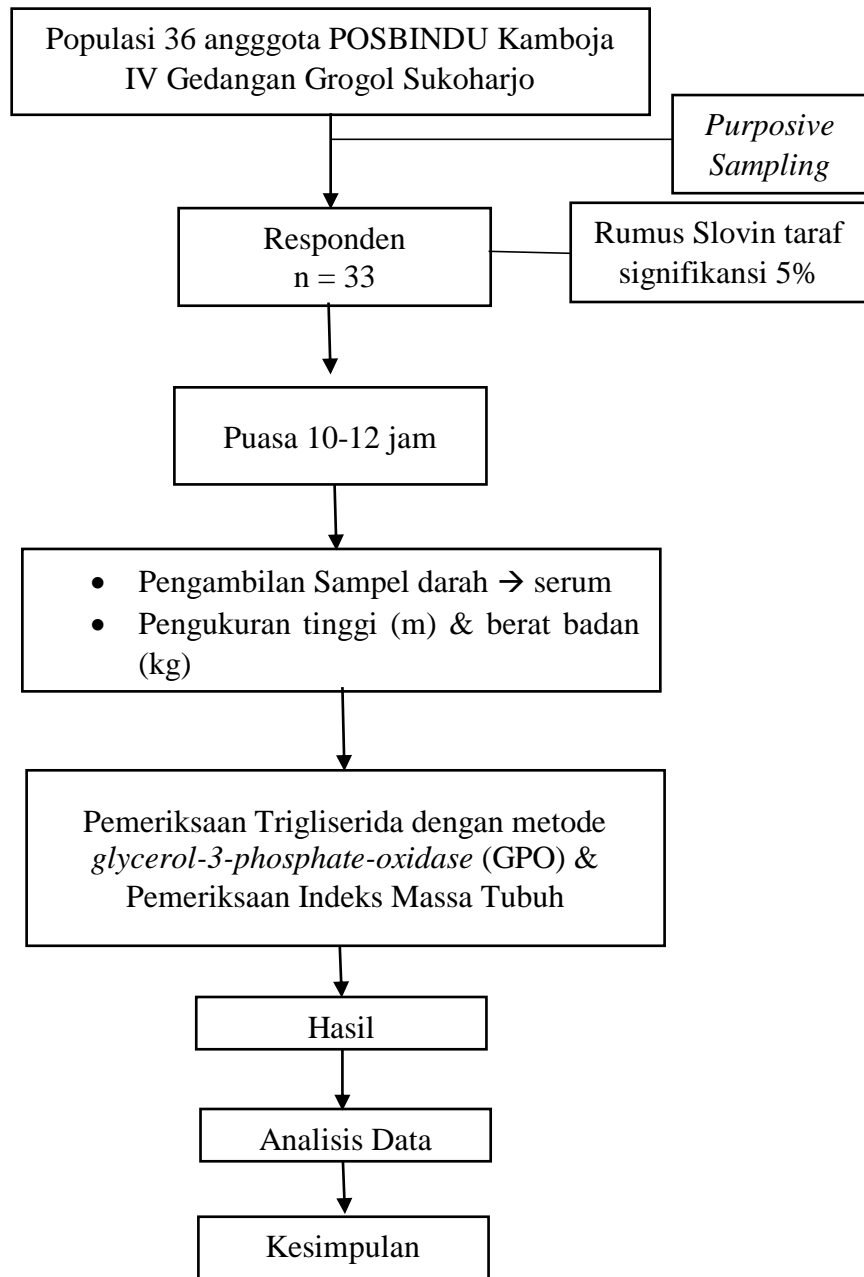 Populasi 36 angggota POSBINDU Kamboja
IV Gedangan Grogol Sukoharjo
Purposive
Sampling
Responden
n = 33
Rumus Slovin taraf
signifikansi 5%
Puasa 10-12 jam
• Pengambilan Sampel darah → serum
• Pengukuran tinggi (m) & berat badan
(kg)
Pemeriksaan Trigliserida dengan metode
glycerol-3-phosphate-oxidase (GPO) &
Pemeriksaan Indeks Massa Tubuh
Hasil
Analisis Data
Kesimpulan